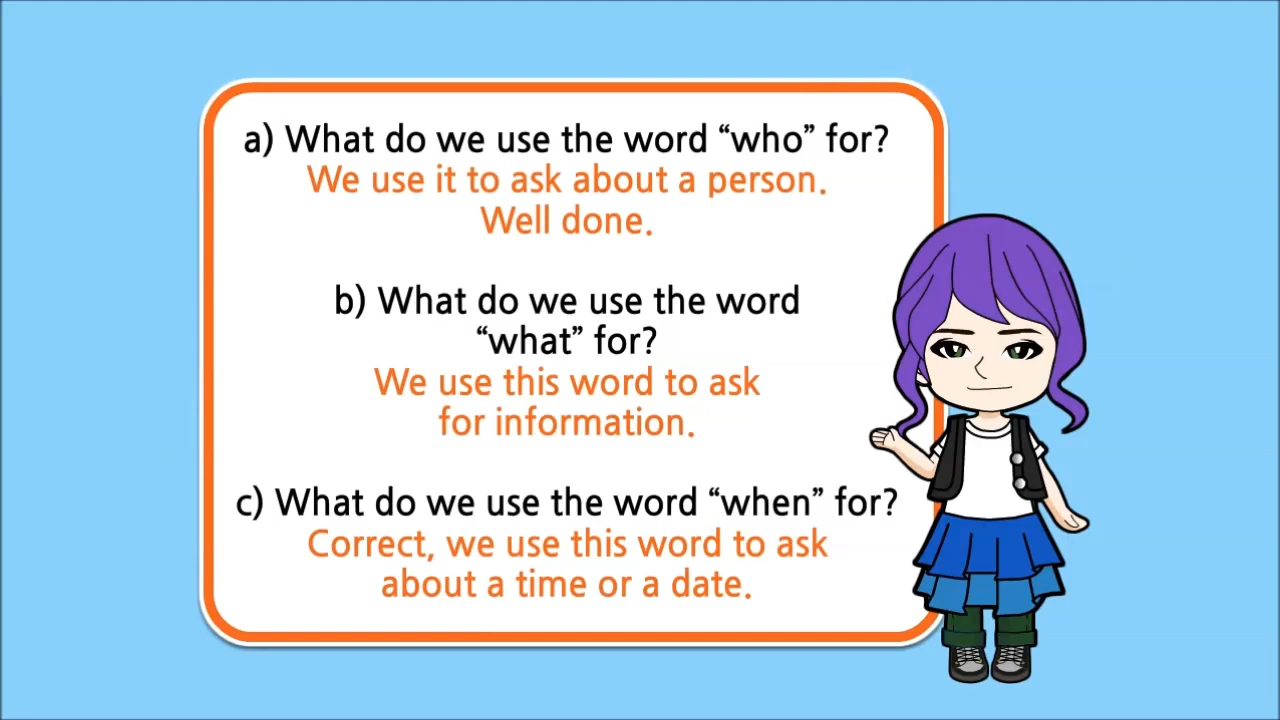 a) What do we use the word “who” for?
We use it to ask about a person.
Well done.
b) What do we use the word
“what” for?
We use this word to ask
for information.
c) What do we use the word “when” for?
Correct, we use this word to ask
about a time or a date.